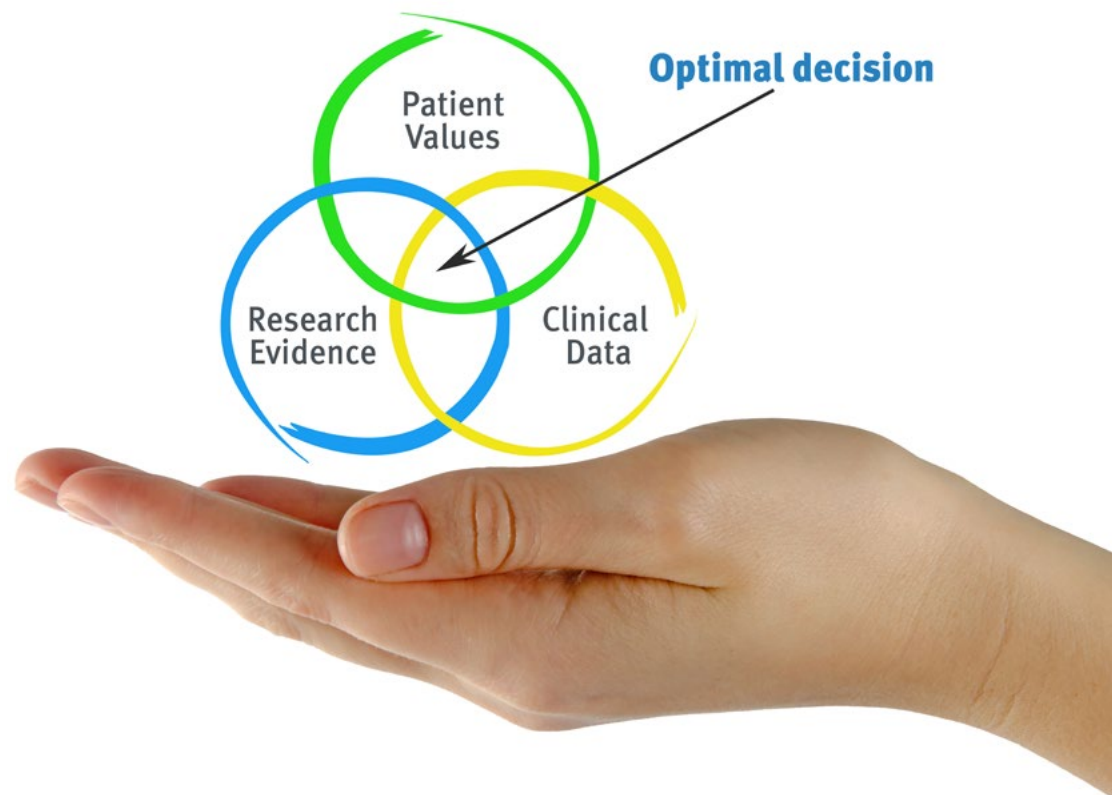 Optimal decision
Patient
Values
Research
Evidence
Clinical
Data